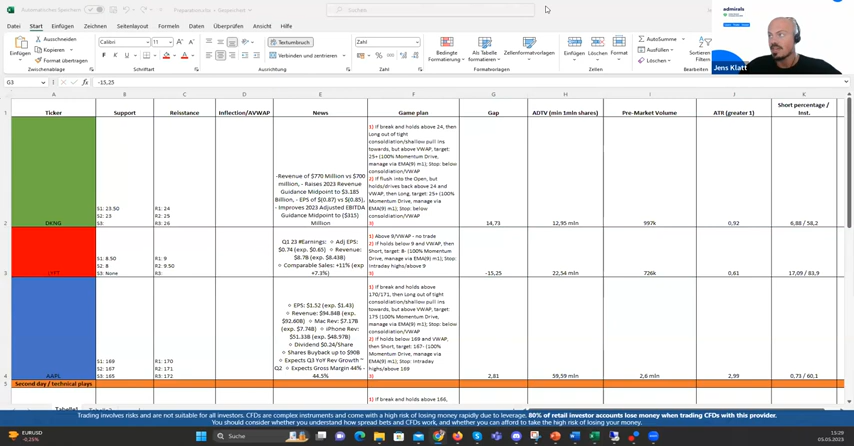 Automatisches Speichern
Suchen
admirals
Datei Start Einfügen Zeichnen Seitenlayout Formeln Daten Überprüfen Ansicht Hilfe
Einfügen
Ausschneiden
Kopieren
Format übertragen
Zwischenablage
Calibri 11
F K U
Schriftart
Textumbruch
Verbinden und zentrieren
Ausrichtung
Zahl
Zahl
Bedingte Formatierung
Als Tabelle formatieren
Zellenformatvorlagen
Formatvorlagen
Einfügen Löschen Format
Zellen
AutoSumme
Ausfüllen
Löschen
Sortieren
Filtern
Jens Klatt
G3 fx -15,25
A B C D E F G H I J K
1 Ticker Support Reisstance Inflection/AVWAP News Game plan Gap ADTV (min 1mln shares) Pre-Market Volume ATR (greater 1) Short percentage / Inst.
2 DKNG
S1: 23.50
S2: 23
S3:
R1: 24
R2: 25
R3: 26
-Revenue of $770 Million vs $700
million, - Raises 2023 Revenue
Guidance Midpoint to $3.185
Billion, - EPS of $(0.87) vs $(0.85),
- Improves 2023 Adjusted EBITDA
Guidance Midpoint to ($315)
Million
1) If break and holds above 24, then
Long out of tight
consoldiation/shallow pull ins
towards, but above VWAP, target:
25+ (100% Momentum Drive,
manage via EMA(9) m1); Stop: below
consolidation/VWAP
2) If flush into the Open, but
holds/drives back above 24 and
VWAP, then Long, target: 25+ (100%
Momentum Drive, manage via
EMA(9) m1); Stop: below
consolidation/VWAP
3)
14,73 12,95 mln 997k 0,92 6,88 / 58,2
3 LYFT
S1: 8.50
S2: 8
S3: None
R1: 9
R2: 9.50
R3:
Q1 23 #Earnings: ○ Adj EPS:
$0.74 (exp. $0.65) ○ Revenue:
$8.7B (exp. $8.43B) ○
Comparable Sales: +11% (exp
+7.3%)
1) Above 9/VWAP - no trade
2) If holds below 9 and VWAP, then
Short, target: 8- (100% Momentum
Drive, manage via EMA(9) m1); Stop:
Intraday highs/above 9
3)
-15,25 22,54 mln 726k 0,61 17,09 / 83,9
4 AAPL
S1: 169
S2: 167
S3: 165
R1: 170
R2: 171
R3: 172
○ EPS: $1.52 (exp. $1.43)
○ Revenue: $94.84B (exp.
$92.60B) ○ Mac Rev: $7.17B
(exp. $7.74B) ○ iPhone Rev:
$51.33B (exp. $48.97B) ○
Dividend $0.24/Share ○
Shares Buyback up to $90B
○ Expects Q3 YoY Rev Growth ~
Q2 ○ Expects Gross Margin 44% -
44.5%
1) If break and holds above
170/171, then Long out of tight
consoldiation/shallow pull ins
towards, but above VWAP, target:
175 (100% Momentum Drive,
manage via EMA(9) m1); Stop: below
consolidation/VWAP
2) If holds below 169 and VWAP,
then Short, target: 167- (100%
Momentum Drive, manage via
EMA(9) m1); Stop: Intraday
highs/above 169
3)
2,81 59,59 mln 2,6 mln 2,99 0,73 / 60,1
5 Second day / technical plays
1) If break and holds above 166,
Trading involves risks and are not suitable for all investors. CFDs are complex instruments and come with a high risk of losing money rapidly due to leverage. 80% of retail investor accounts lose money when trading CFDs with this provider.
You should consider whether you understand how spread bets and CFDs work, and whether you can afford to take the high risk of losing your money.
EURUSD
-0.25%
Suche
13:29
05.05.2023